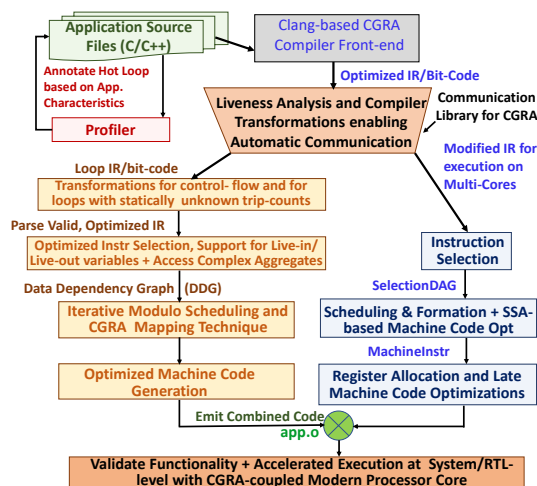 Application Source
Files (C/C++)
Clang-based CGRA
Compiler Front-end
Annotate Hot Loop
based on App.
Characteristics
Profiler
Optimized IR/Bit-Code
Liveness Analysis and Compiler
Transformations enabling
Automatic Communication
Communication
Library for CGRA
Modified IR for
execution on
Multi-Cores
Loop IR/bit-code
Transformations for control- flow and for
loops with statically unknown trip-counts
Parse Valid, Optimized IR
Optimized Instr Selection, Support for Live-in/
Live-out variables + Access Complex Aggregates
Instruction
Selection
Data Dependency Graph (DDG)
SelectionDAG
Iterative Modulo Scheduling and
CGRA Mapping Technique
Scheduling & Formation + SSA-
based Machine Code Opt
MachineInstr
Optimized Machine Code
Generation
Register Allocation and Late
Machine Code Optimizations
Emit Combined Code
app.o
Validate Functionality + Accelerated Execution at System/RTL-
level with CGRA-coupled Modern Processor Core